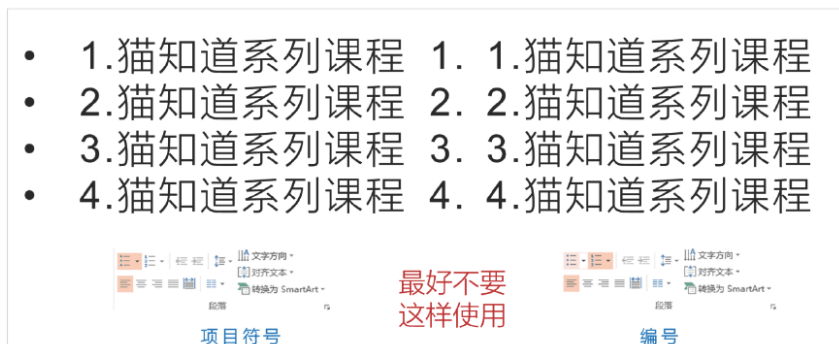 • 1.猫知道系列课程 1. 1.猫知道系列课程
• 2.猫知道系列课程 2. 2.猫知道系列课程
• 3.猫知道系列课程 3. 3.猫知道系列课程
• 4.猫知道系列课程 4. 4.猫知道系列课程
文字方向
对齐文本
转换为 SmartArt
段落
项目符号
最好不要
这样使用
文字方向
对齐文本
转换为 SmartArt
段落
编号